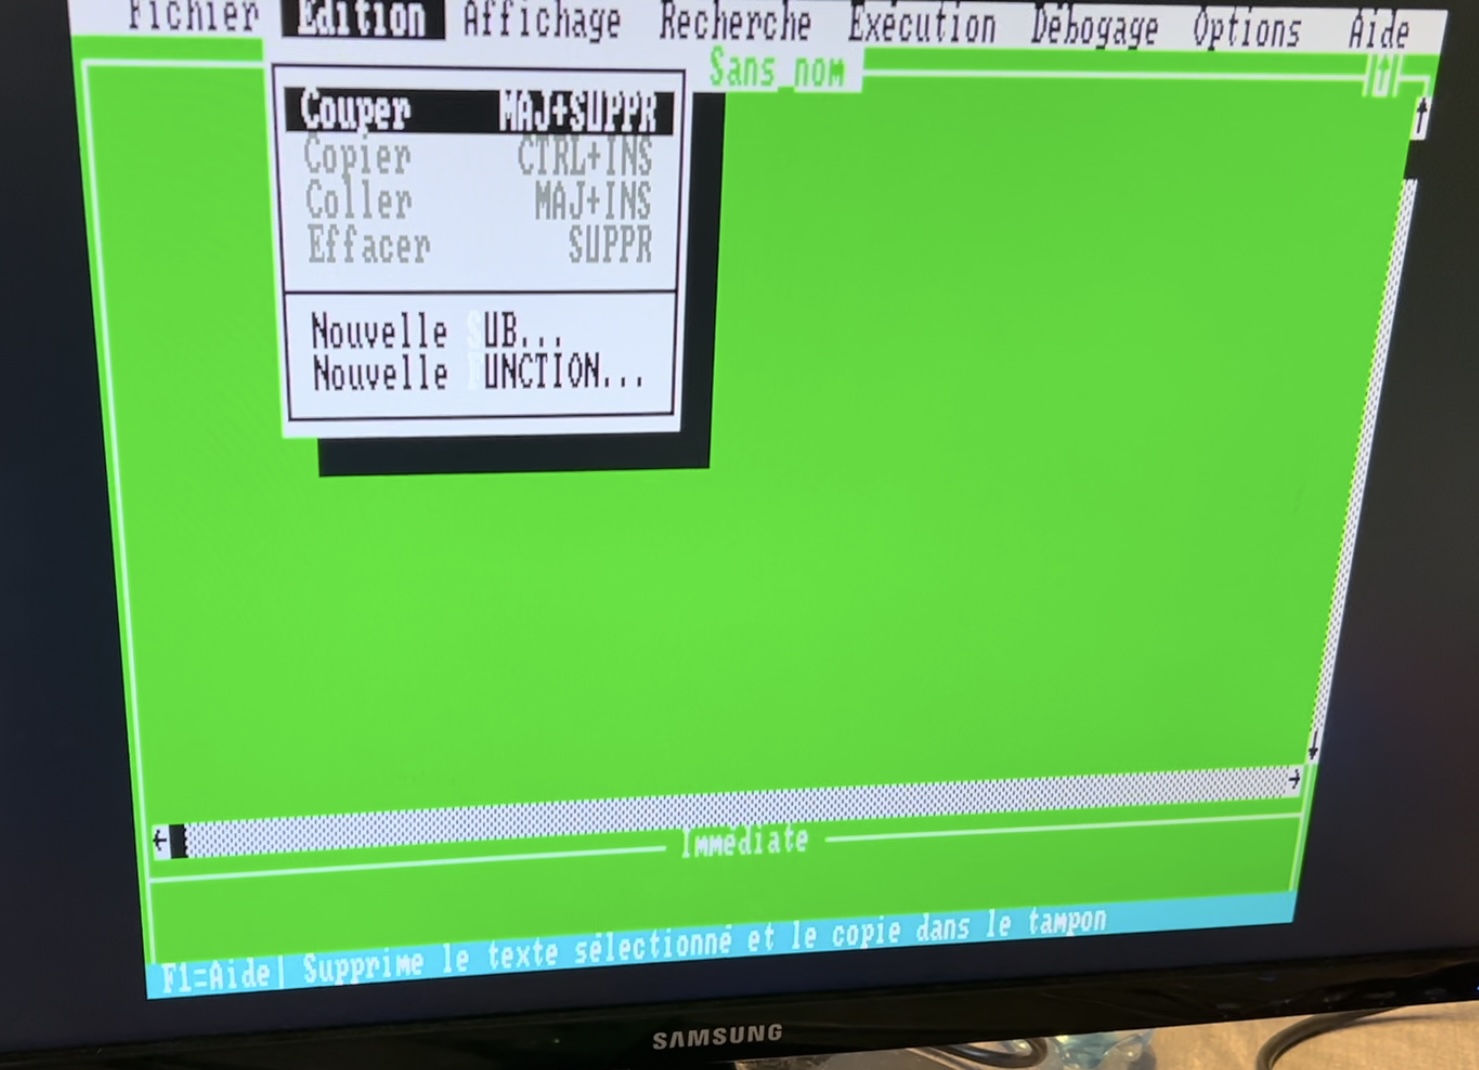 Fichier Edition Affichage Recherche Exécution Débogage Options Aide
Sans nom
Couper MAJ+SUPPR
Copier CTRL+INS
Coller MAJ+INS
Effacer SUPPR
Nouvelle SUB...
Nouvelle FUNCTION...
Immédiate
F1=Aide| Supprime le texte sélectionné et le copie dans le tampon
SAMSUNG